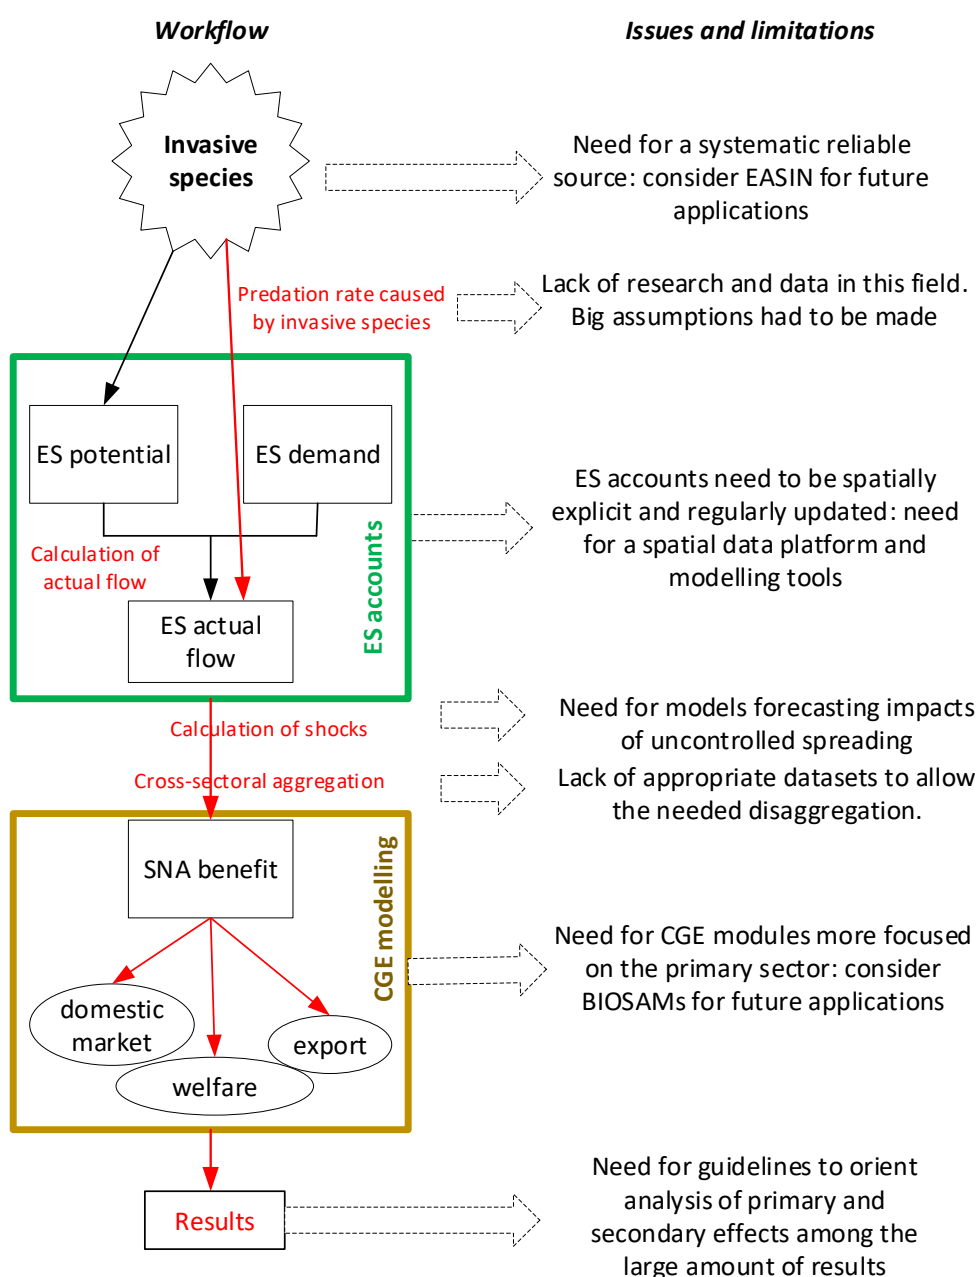 Workflow
Issues and limitations
Invasive
species
Need for a systematic reliable
source: consider EASIN for future
applications
Predation rate caused
by invasive species
Lack of research and data in this field.
Big assumptions had to be made
ES potential
ES demand
ES accounts need to be spatially
explicit and regularly updated: need
for a spatial data platform and
modelling tools
Calculation of
actual flow
ES actual
flow
ES accounts
Calculation of shocks
Need for models forecasting impacts
of uncontrolled spreading
Cross-sectoral aggregation
Lack of appropriate datasets to allow
the needed disaggregation.
SNA benefit
CGE modelling
Need for CGE modules more focused
on the primary sector: consider
BIOSAMs for future applications
domestic
market
export
welfare
Results
Need for guidelines to orient
analysis of primary and
secondary effects among the
large amount of results